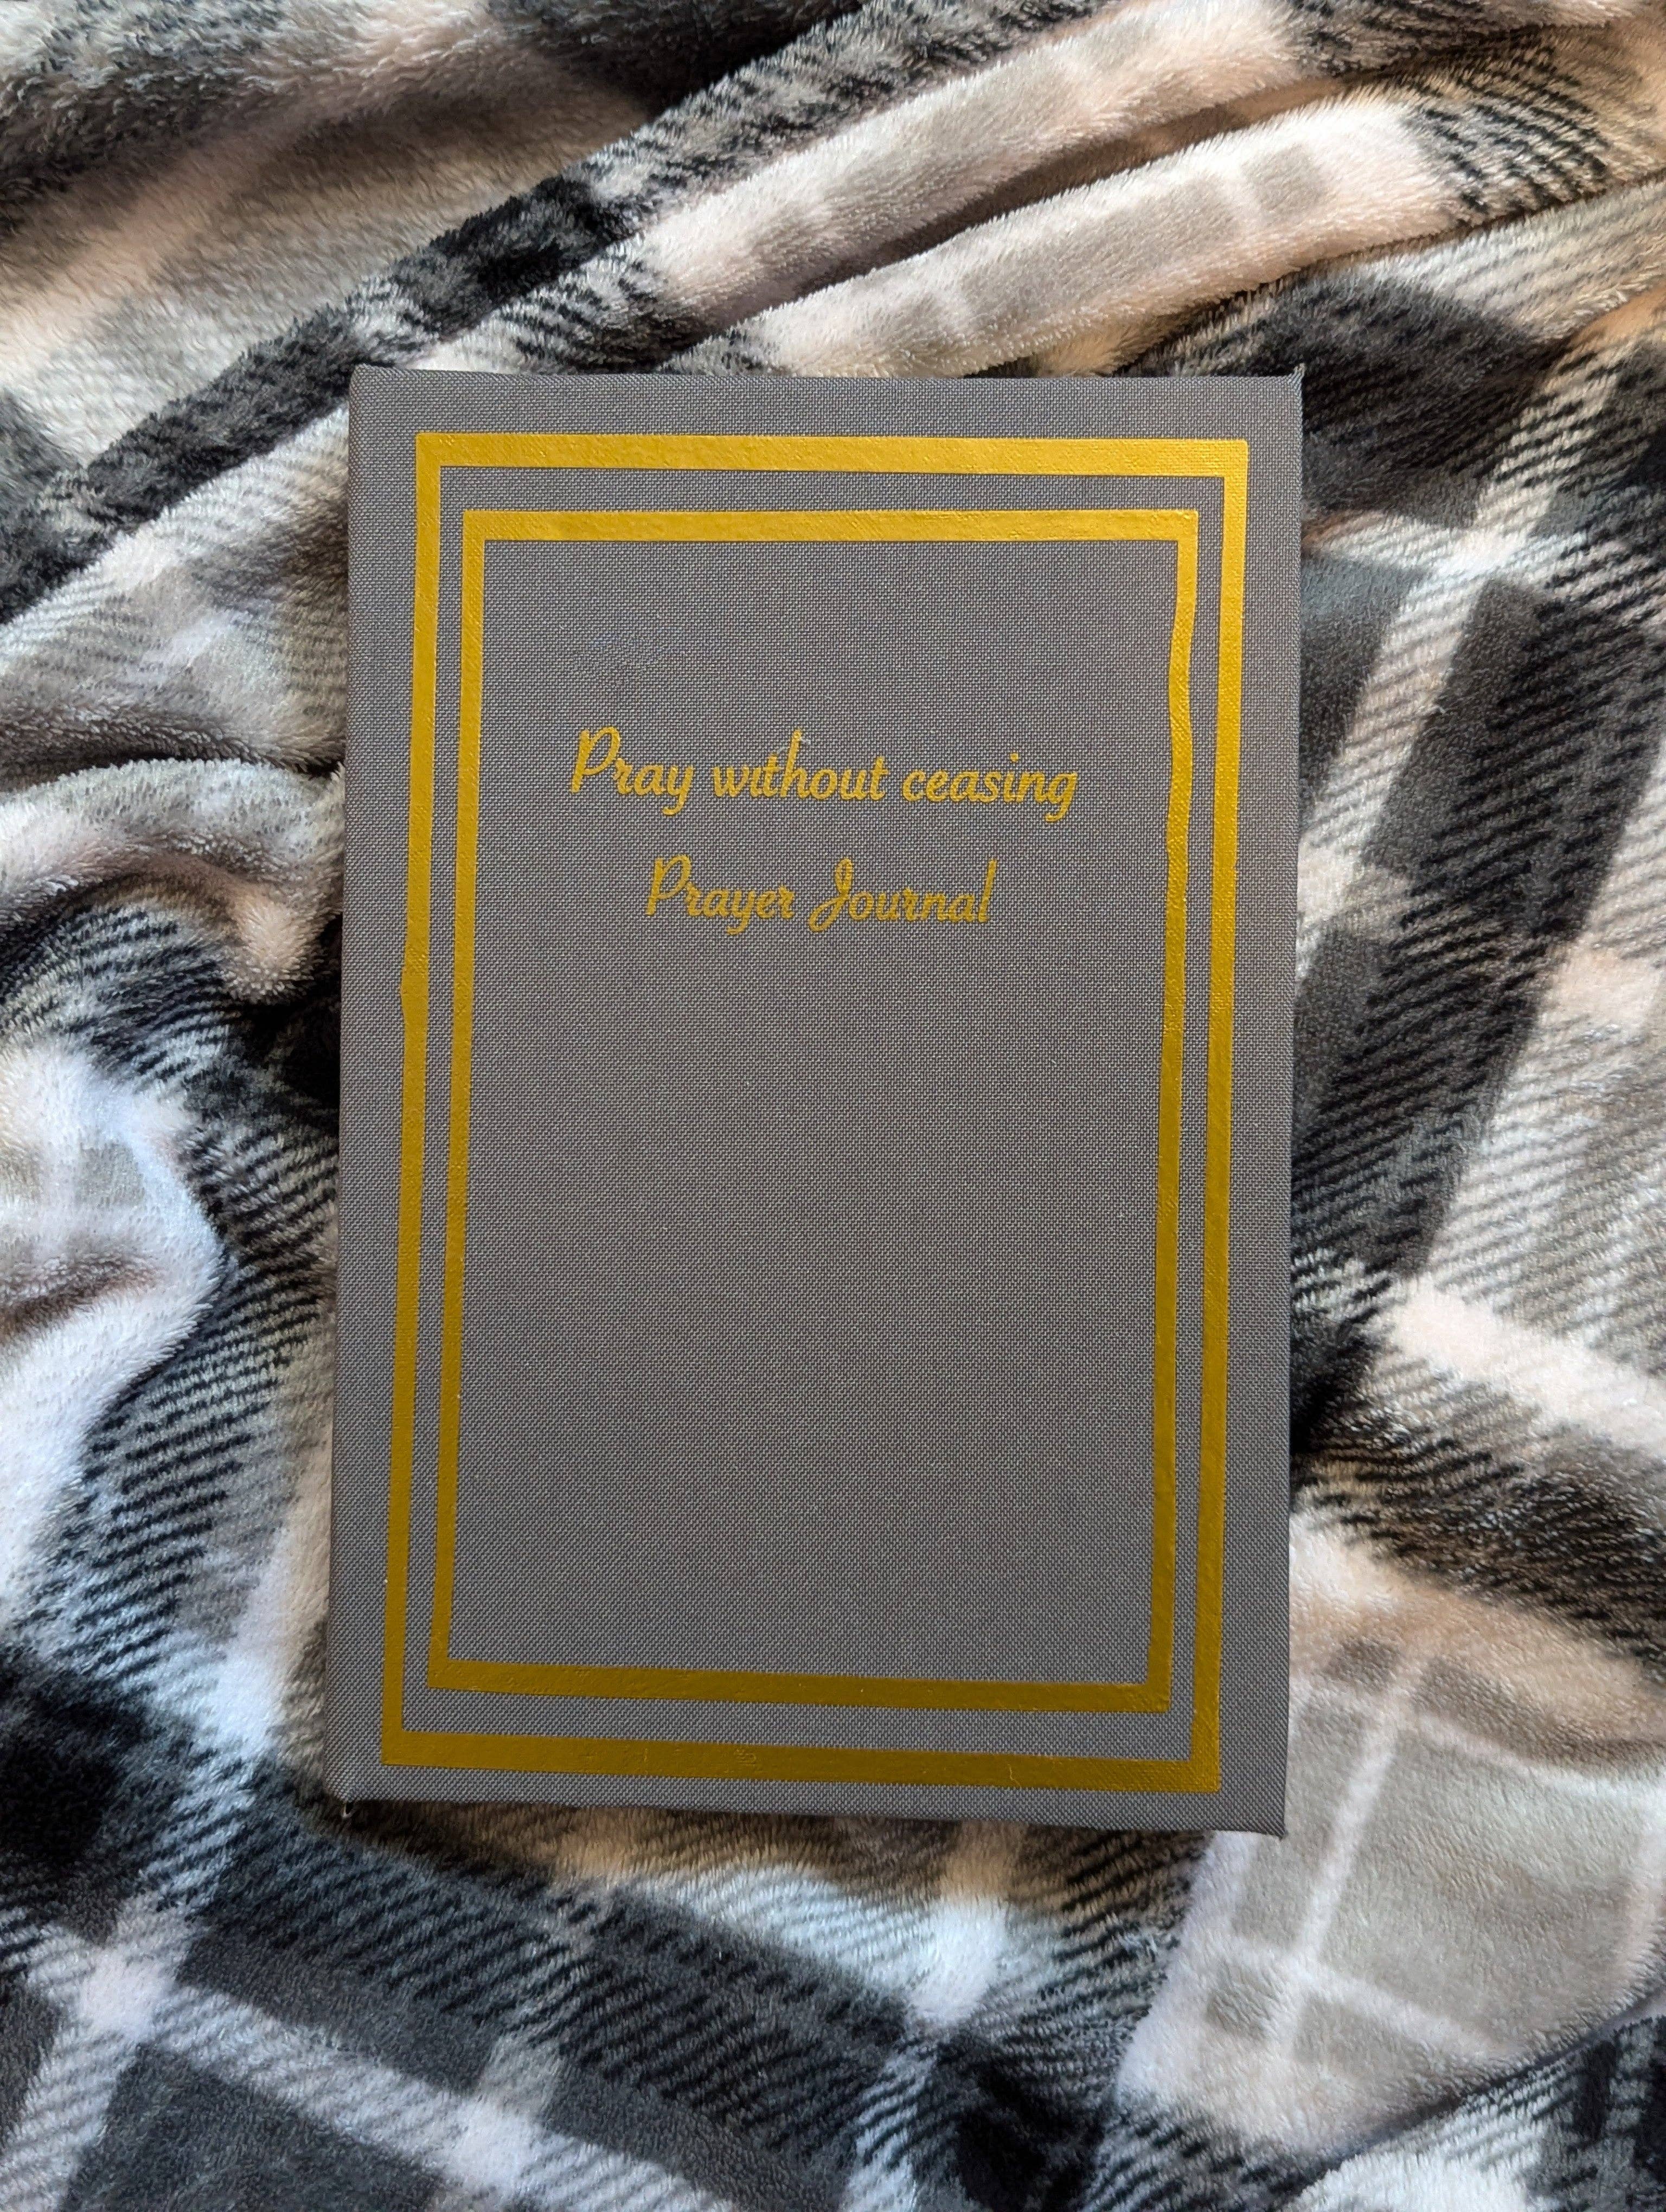 Pray without ceasing
Prayer Journal